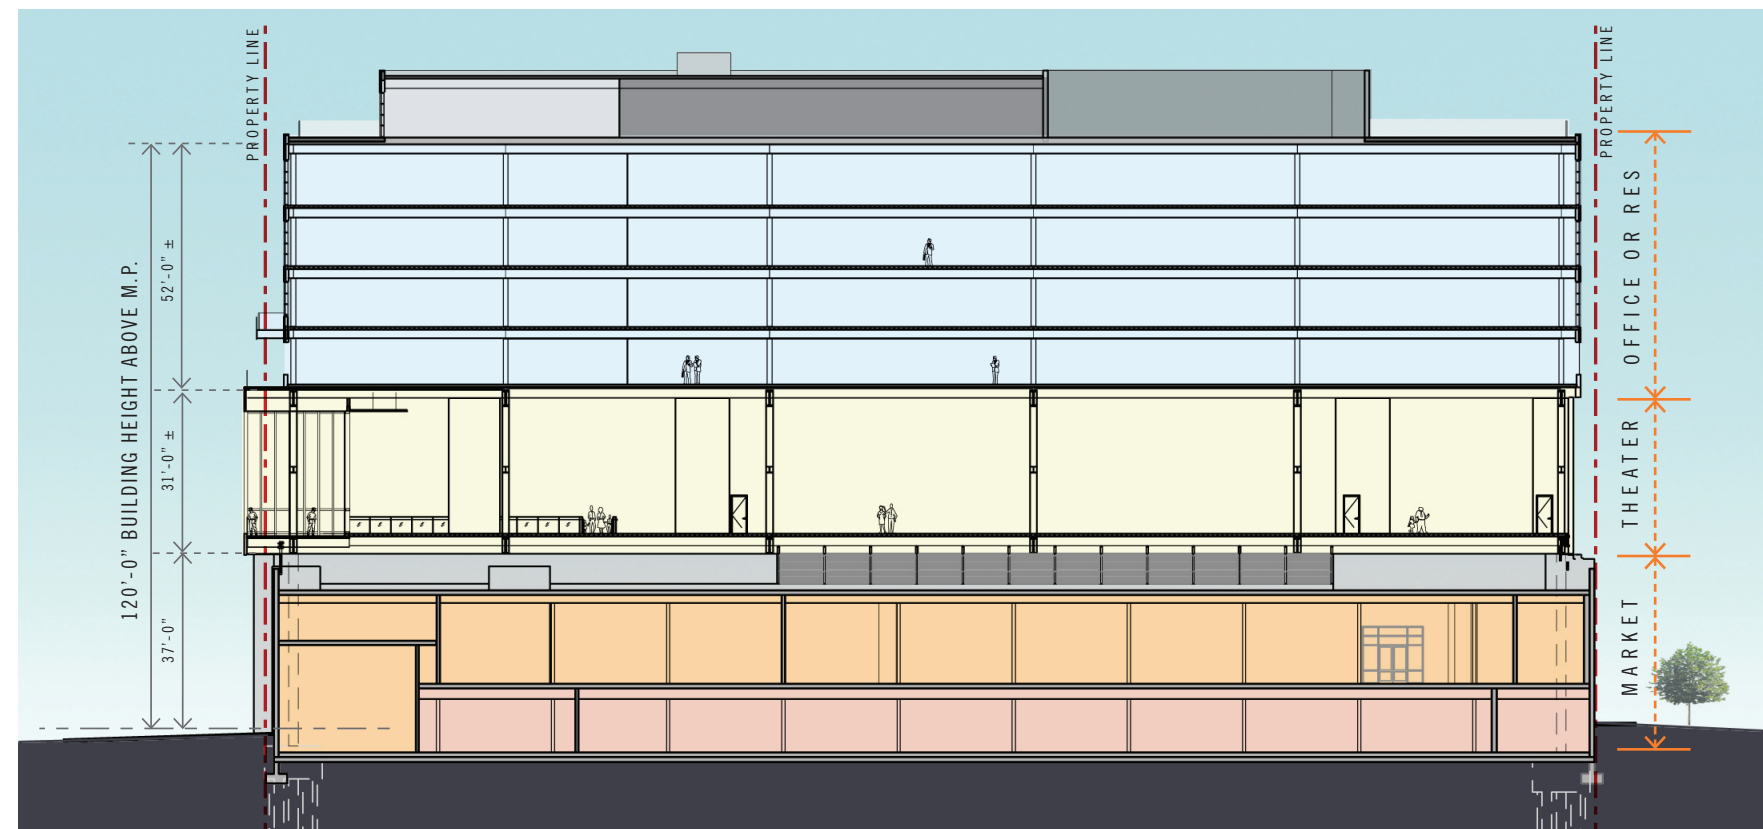 PROPERTY LINE
120'-0" BUILDING HEIGHT ABOVE M.P.
52'-0" ±
31'-0" ±
37'-0"
PROPERTY LINE
OFFICE OR RES
THEATER
MARKET